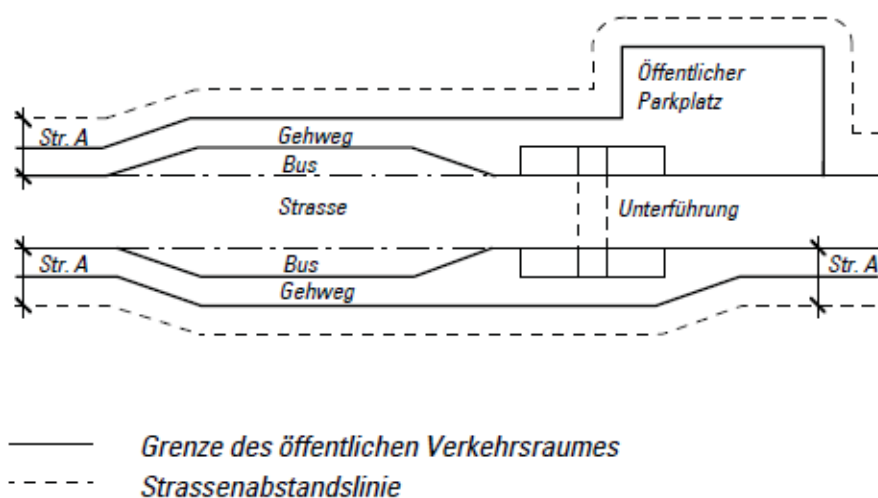 Öffentlicher
Parkplatz
Str. A
Gehweg
Bus
Strasse
Unterführung
Str. A
Bus
Str. A
Gehweg
Grenze des öffentlichen Verkehrsraumes
Strassenabstandslinie